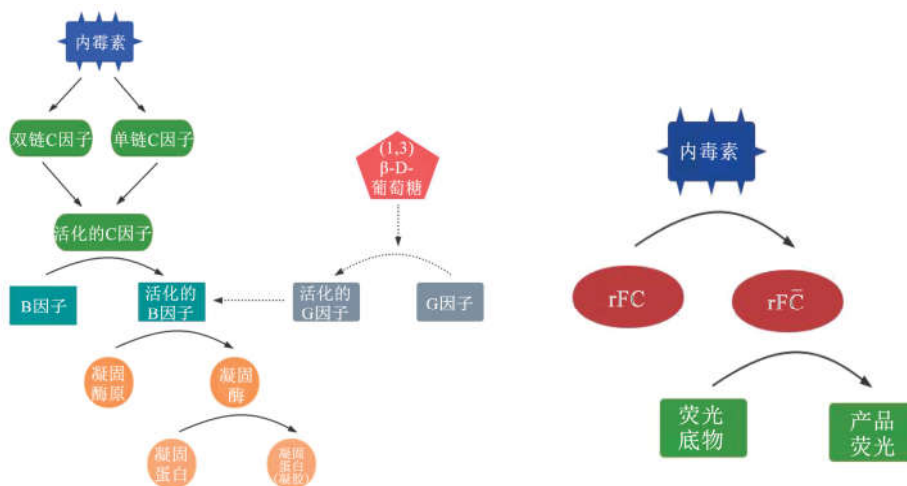 内霉素
双链C因子
单链C因子
(1,3)
β-D-
葡萄糖
活化的C因子
B因子
活化的
B因子
活化的
G因子
G因子
凝固
酶原
凝固
酶
凝固
蛋白
凝固
蛋白
(凝胶)
内毒素
rFC
rFC̄
荧光
底物
产品
荧光